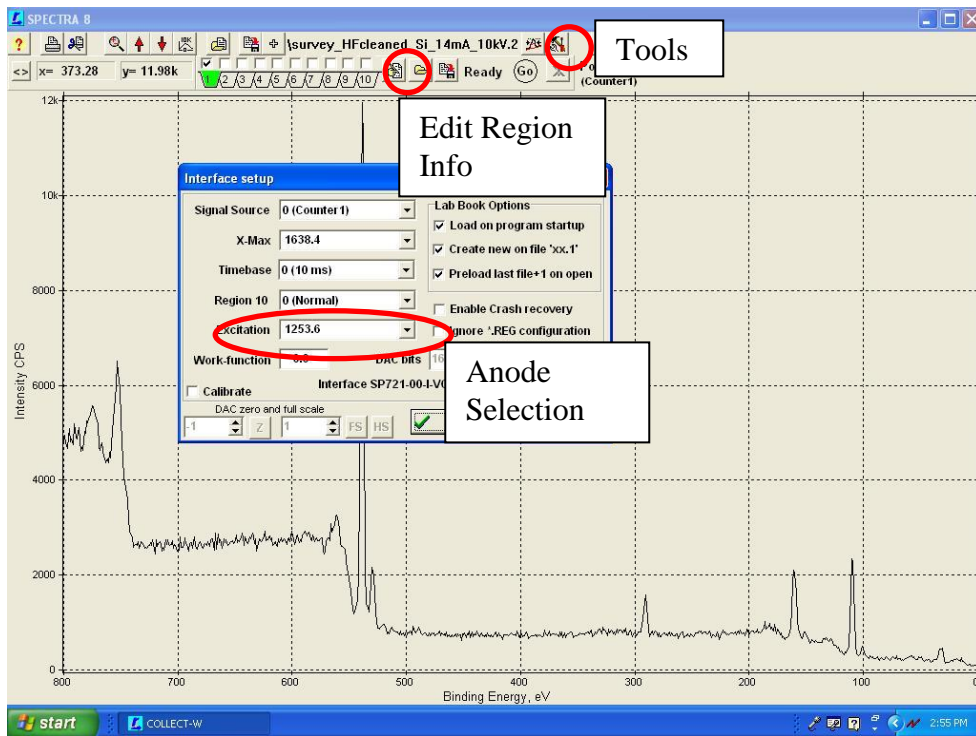 SPECTRA 8
? \survey_HFcleaned_Si_14mA_10kV.2
Tools
<> x= 373.28 y= 11.98k 1 2 3 4 5 6 7 8 9 10 Ready Go
(Counter1)
Edit Region
Info
Interface setup
Signal Source 0 (Counter1)
X-Max 1638.4
Timebase 0 (10 ms)
Region 10 0 (Normal)
Excitation 1253.6
Work-function
DAC bits 16
Calibrate
Interface SP721-00-I-V
DAC zero and full scale
-1 Z 1 FS HS
Lab Book Options
Load on program startup
Create new on file 'xx.1'
Preload last file+1 on open
Enable Crash recovery
Ignore *.REG configuration
Anode
Selection
Intensity CPS
12k
10k
8000
6000
4000
2000
0
800 700 600 500 400 300 200 100 0
Binding Energy, eV
start COLLECT-W 2:55 PM